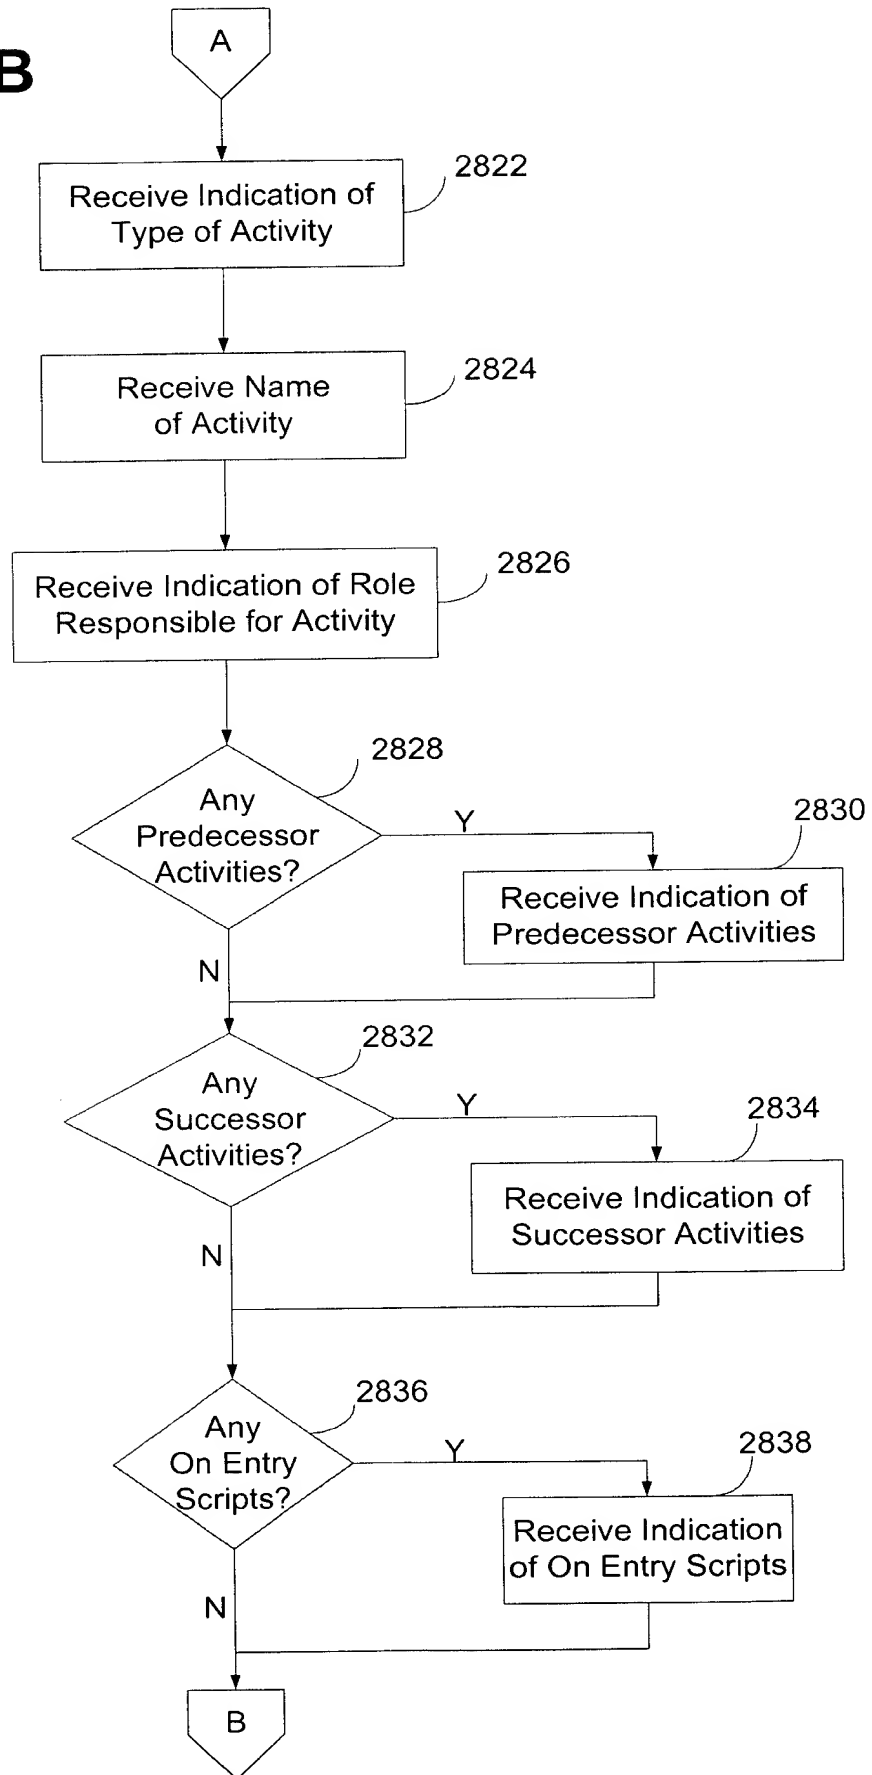 A
B
2822
Receive Indication of
Type of Activity
2824
Receive Name
of Activity
2826
Receive Indication of Role
Responsible for Activity
2828
Any
Predecessor
Activities?
Y
2830
Receive Indication of
Predecessor Activities
N
2832
Any
Successor
Activities?
Y
2834
Receive Indication of
Successor Activities
N
2836
Any
On Entry
Scripts?
Y
2838
Receive Indication
of On Entry Scripts
N
B